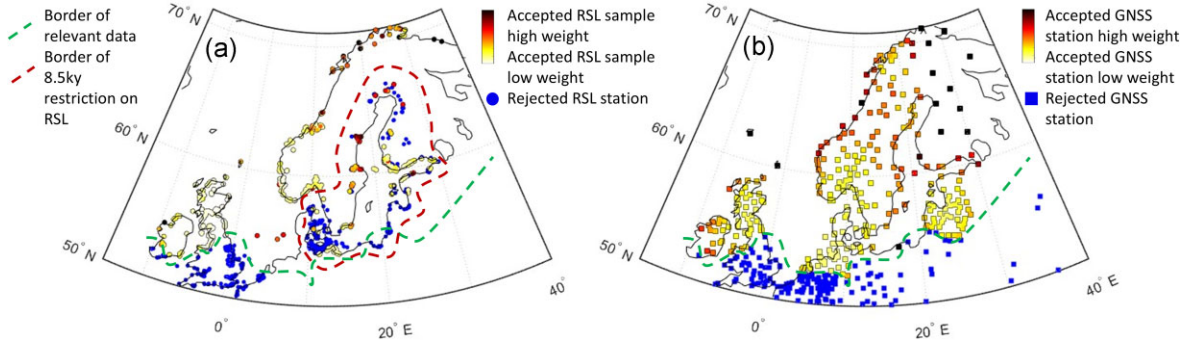 Border of
relevant data
Border of
8.5ky
restriction on
RSL
70° N
60° N
50° N
0°
20° E
40°
(a)
Accepted RSL sample
high weight
Accepted RSL sample
low weight
Rejected RSL station
70° N
60° N
50° N
0°
20° E
40°
(b)
Accepted GNSS
station high weight
Accepted GNSS
station low weight
Rejected GNSS
station